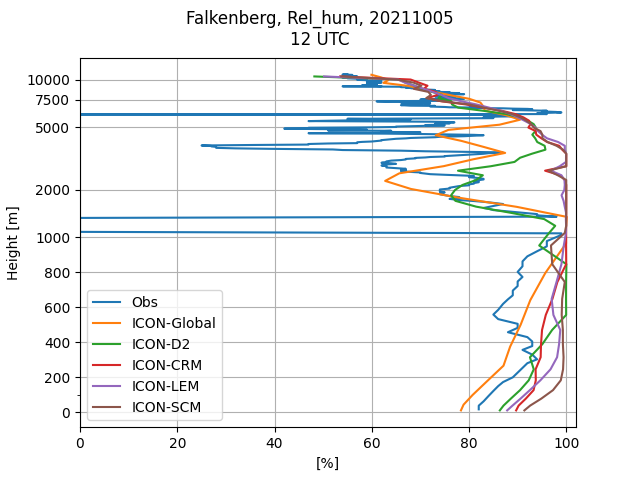 Falkenberg, Rel_hum, 20211005
12 UTC
10000
7500
5000
2000
1000
800
600
400
200
0
Height [m]
Obs
ICON-Global
ICON-D2
ICON-CRM
ICON-LEM
ICON-SCM
0 20 40 60 80 100
[%]